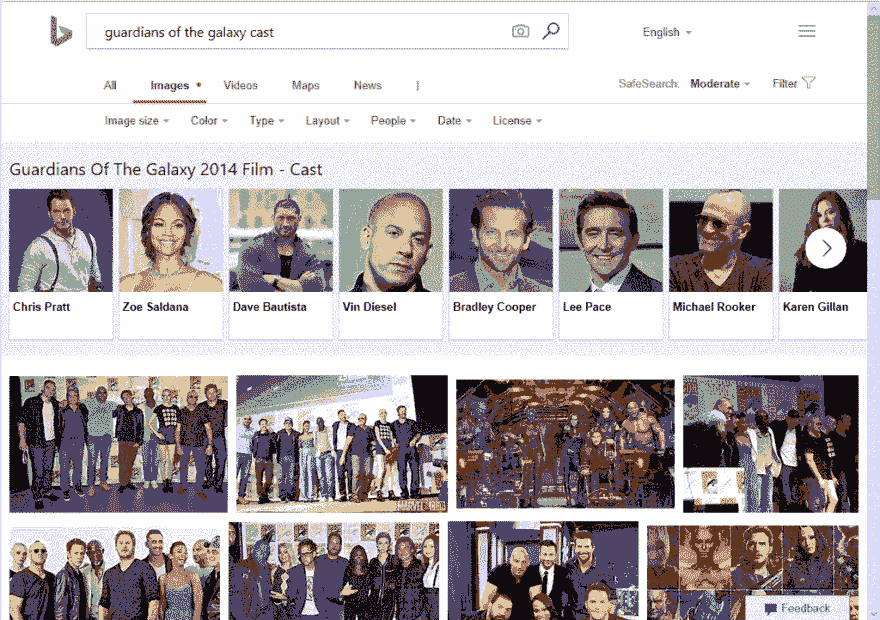 guardians of the galaxy cast
English
All Images Videos Maps News
SafeSearch: Moderate Filter
Image size Color Type Layout People Date License
Guardians Of The Galaxy 2014 Film - Cast
Chris Pratt Zoe Saldana Dave Bautista Vin Diesel Bradley Cooper Lee Pace Michael Rooker Karen Gillan
Feedback